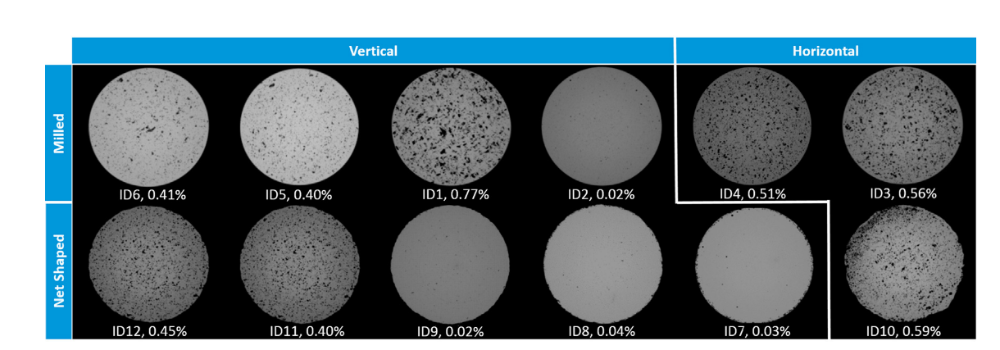 Vertical
Horizontal
Milled
ID6, 0.41%
ID5, 0.40%
ID1, 0.77%
ID2, 0.02%
ID4, 0.51%
ID3, 0.56%
Net Shaped
ID12, 0.45%
ID11, 0.40%
ID9, 0.02%
ID8, 0.04%
ID7, 0.03%
ID10, 0.59%